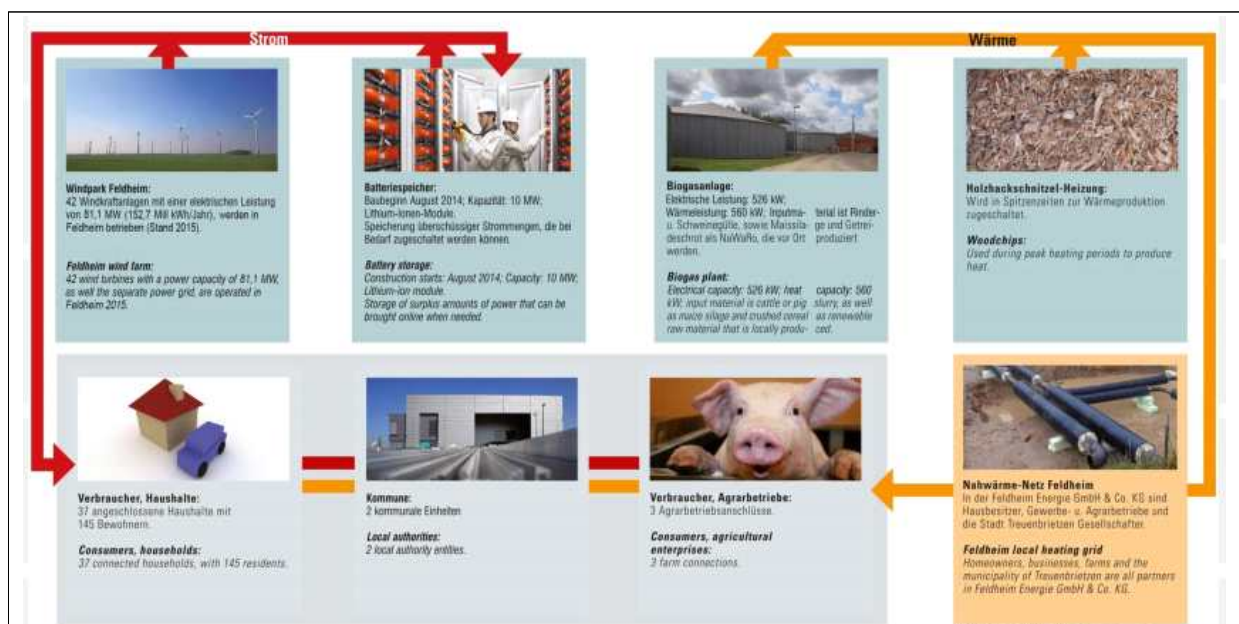 Strom
Wärme
Windpark Feldheim:
42 Windkraftanlagen mit einer elektrischen Leistung
von 81,1 MW (152,7 Mill kWh/Jahr), werden in
Feldheim betrieben (Stand 2015).
Feldheim wind farm:
42 wind turbines with a power capacity of 81,1 MW,
as well the separate power grid, are operated in
Feldheim 2015.
Batteriespeicher:
Baubeginn August 2014; Kapazität: 10 MW;
Lithium-Ionen-Module.
Speicherung überschüssiger Strommengen, die bei
Bedarf zugeschaltet werden können.
Battery storage:
Construction starts: August 2014; Capacity: 10 MW;
Lithium-ion module.
Storage of surplus amounts of power that can be
brought online when needed.
Biogasanlage:
Elektrische Leistung: 526 kW;
Wärmeleistung: 560 kW; Inputma- terial ist Rinder-
u. Schweinegülle, sowie Maissila- ge und Getrei-
deschrot als NaWaRo, die vor Ort produziert
werden.
Biogas plant:
Electrical capacity: 526 kW; heat capacity: 560
kW; input material is cattle or pig slurry, as well
as maize silage and crushed cereal as renewable
raw material that is locally produ- ced.
Holzhackschnitzel-Heizung:
Wird in Spitzenzeiten zur Wärmeproduktion
zugeschaltet.
Woodchips:
Used during peak heating periods to produce
heat.
Verbraucher, Haushalte:
37 angeschlossene Haushalte mit
145 Bewohnern.
Consumers, households:
37 connected households, with 145 residents.
Kommune:
2 kommunale Einheiten
Local authorities:
2 local authority entities.
Verbraucher, Agrarbetriebe:
3 Agrarbetriebsanschlüsse.
Consumers, agricultural
enterprises:
3 farm connections.
Nahwärme-Netz Feldheim
In der Feldheim Energie GmbH & Co. KG sind
Hausbesitzer, Gewerbe- u. Agrarbetriebe und
die Stadt Treuenbrietzen Gesellschafter.
Feldheim local heating grid
Homeowners, businesses, farms and the
municipality of Treuenbrietzen are all partners
in Feldheim Energie GmbH & Co. KG.